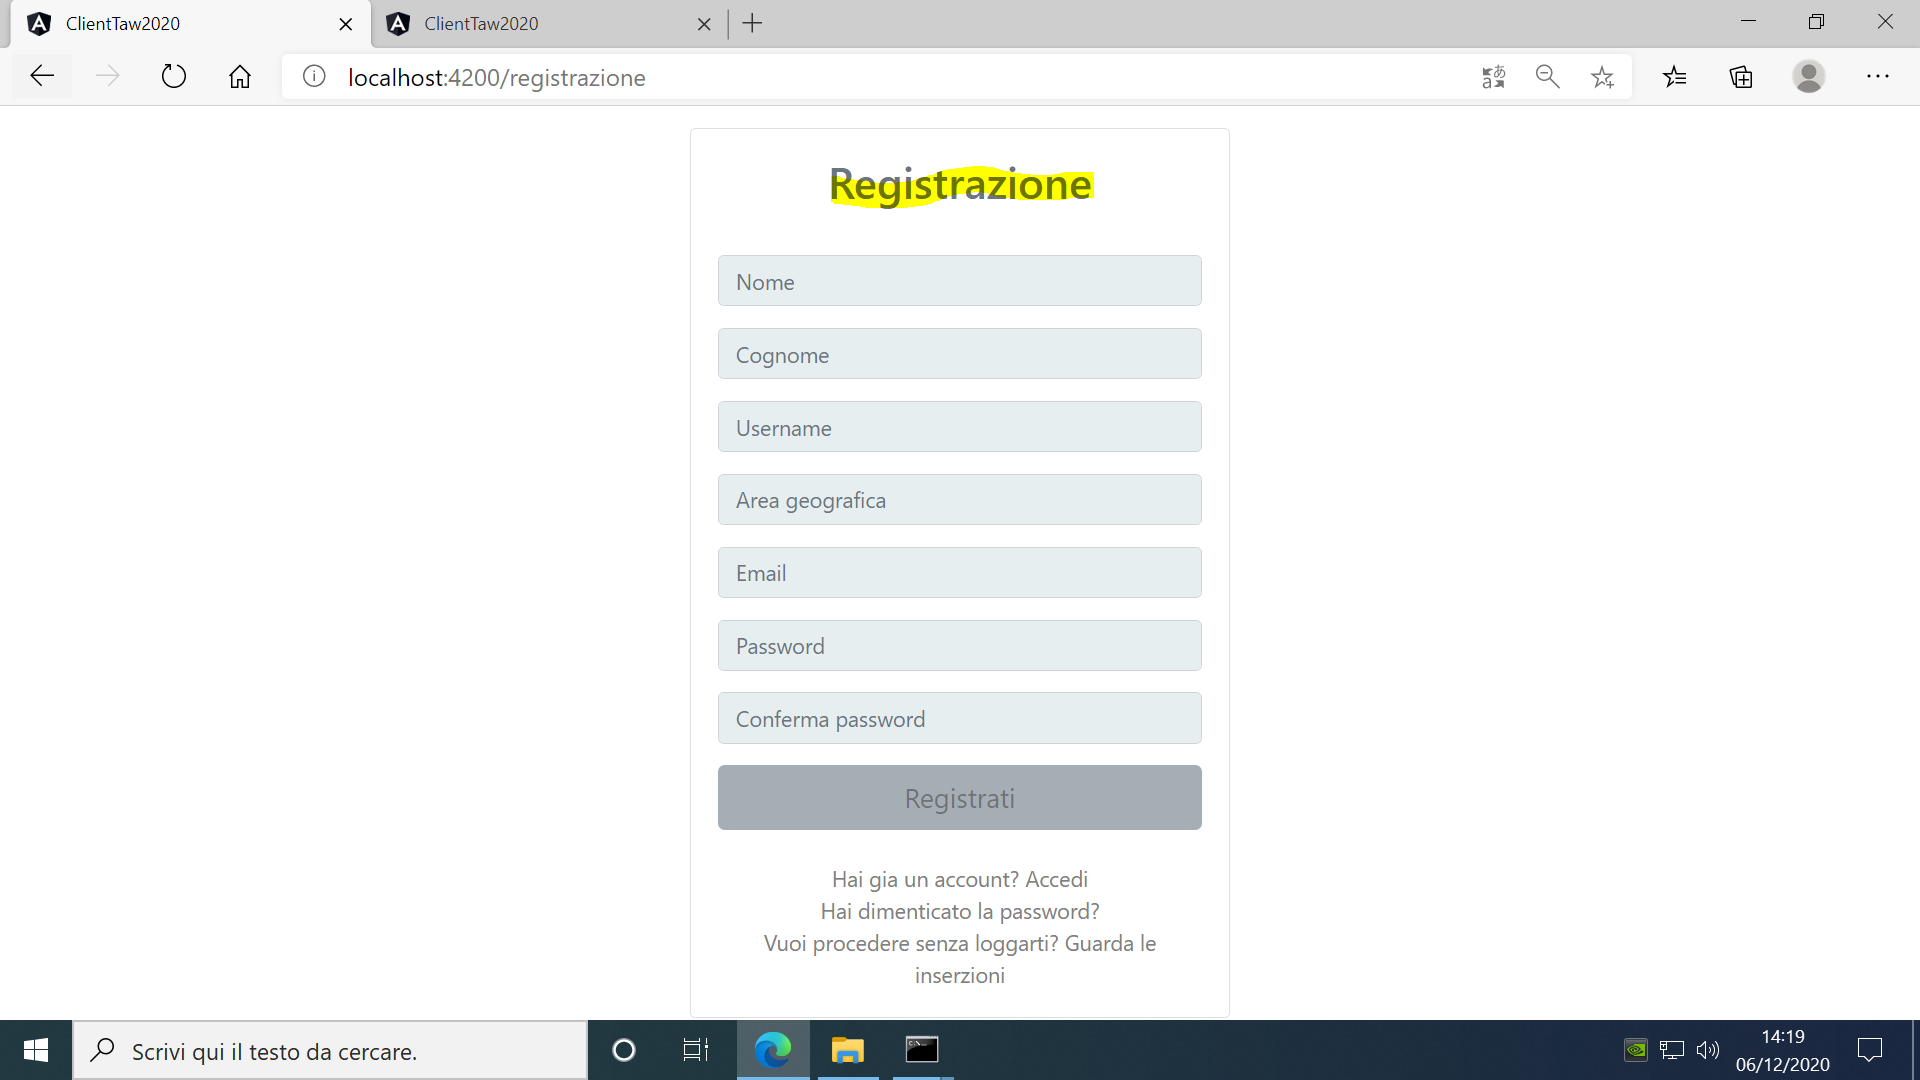 ClientTaw2020
ClientTaw2020
localhost:4200/registrazione
Registrazione
Nome
Cognome
Username
Area geografica
Email
Password
Conferma password
Registrati
Hai gia un account? Accedi
Hai dimenticato la password?
Vuoi procedere senza loggarti? Guarda le
inserzioni
Scrivi qui il testo da cercare.
14:19
06/12/2020